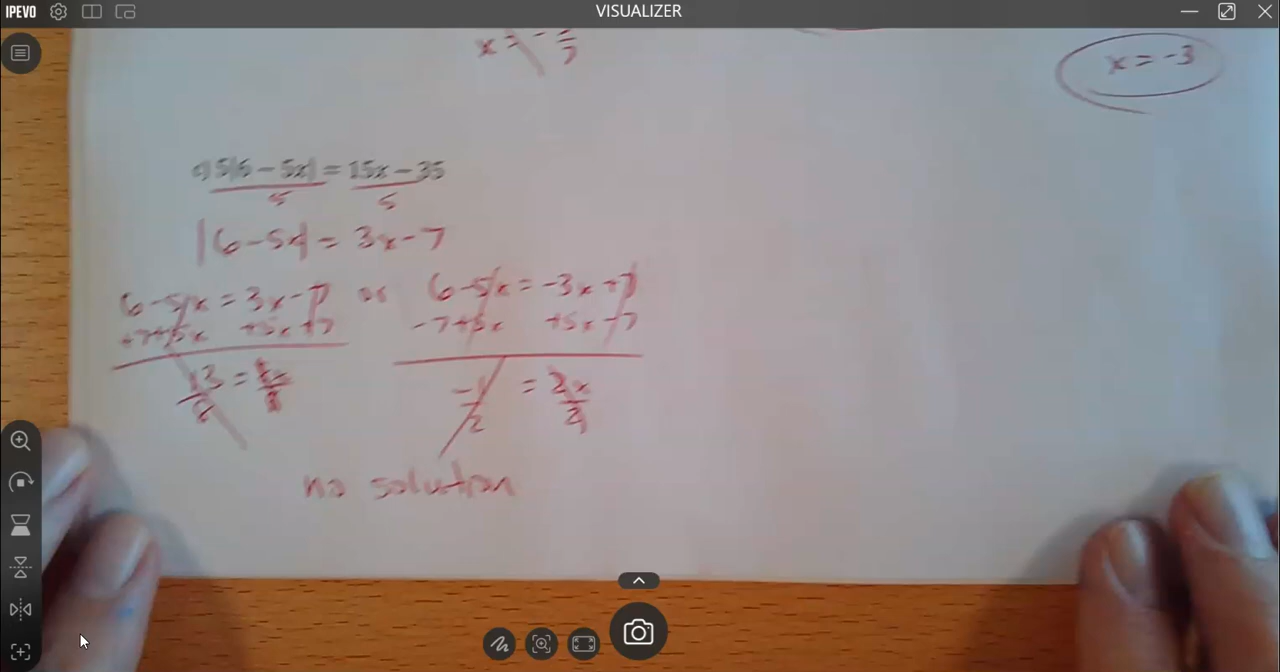 IPEVO VISUALIZER
x = -
7
x = -3
c) 5|6 - 5x| = 15x - 35
5 5
|6 - 5x| = 3x - 7
6 - 5x = 3x - 7 or 6 - 5x = -3x + 7
+7 + 5x +5x + 7 -7 + 5x +5x - 7
13/8 = 8x/8 -1/2 = 2x/2
no solution